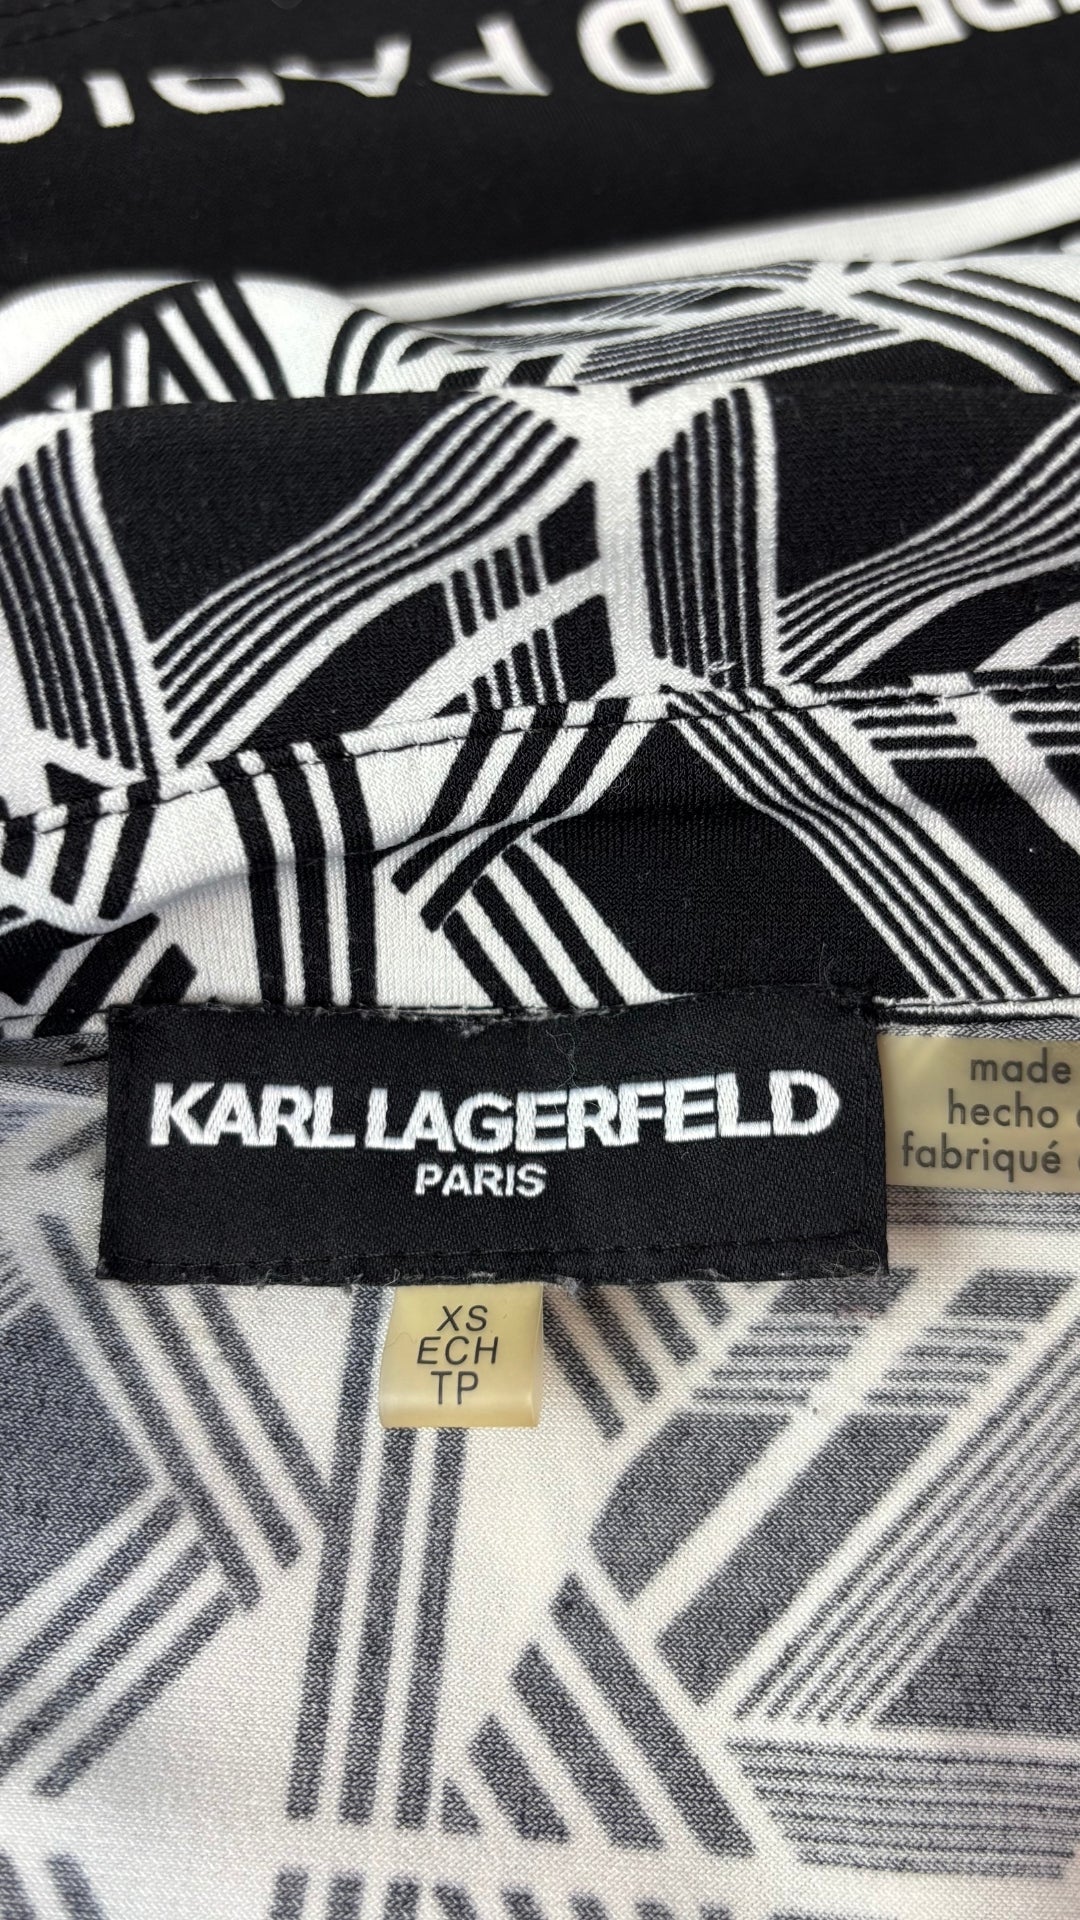 KARL LAGERFELD
PARIS
made
hecho
fabriqué
XS
ECH
TP